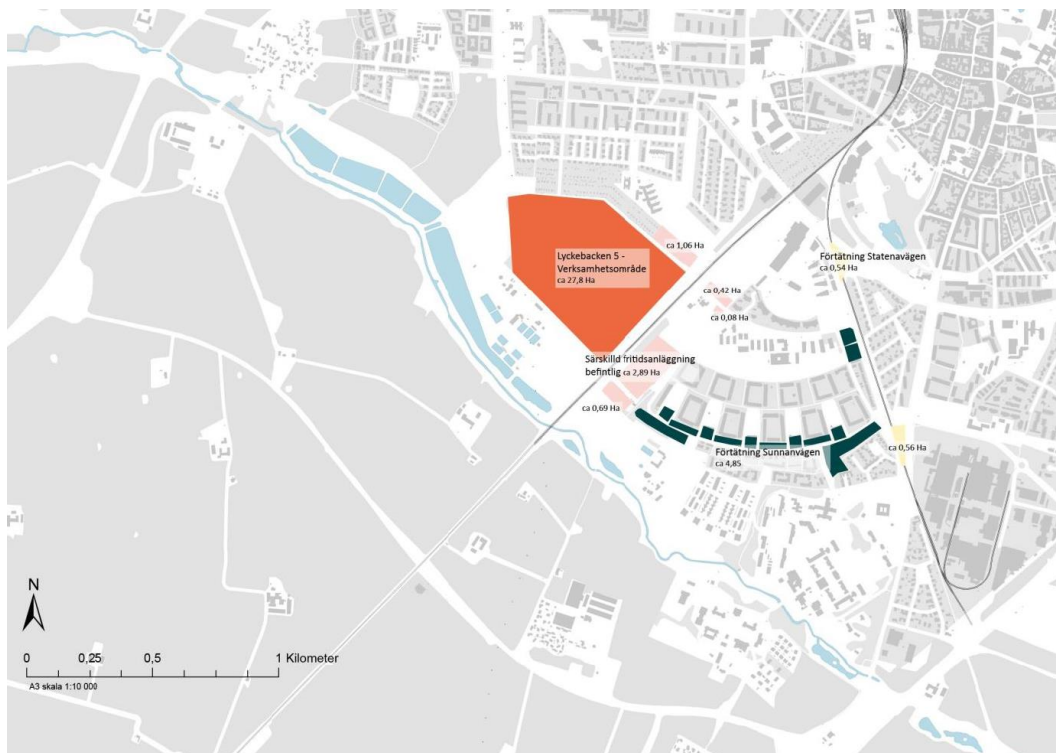 ca 1,06 Ha
Lyckebacken 5 -
Verksamhetsområde
ca 27,8 Ha
Förtätning Statenavägen
ca 0,54 Ha
ca 0,42 Ha
ca 0,08 Ha
Särskilld fritidsanläggning
befintlig ca 2,89 Ha
ca 0,69 Ha
Förtätning Sunnanvägen
ca 4,85
ca 0,56 Ha
N
0 0,25 0,5 1 Kilometer
A3 skala 1:10 000